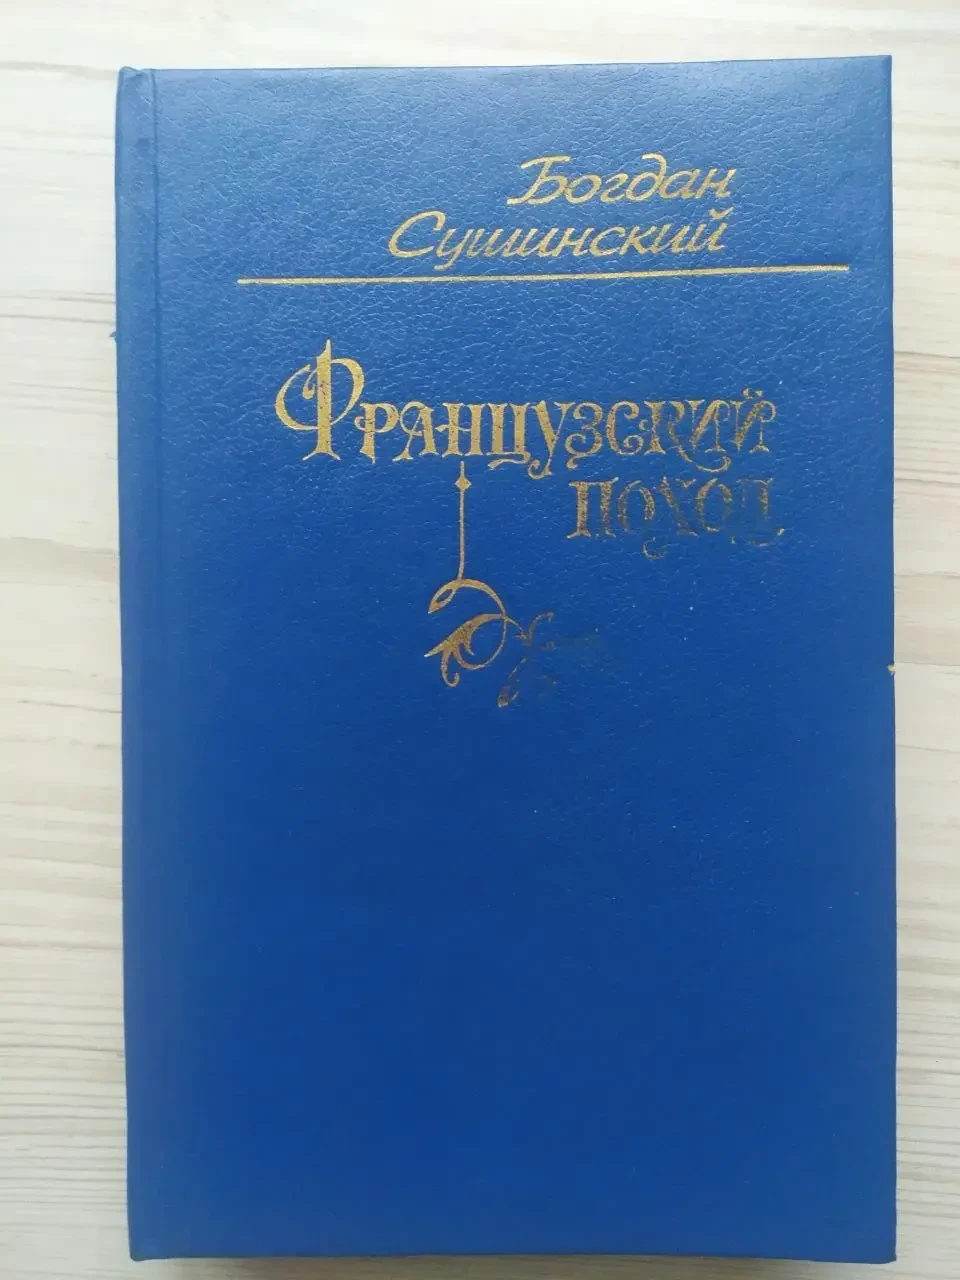 Богдан
Сушинский
Французский
поход